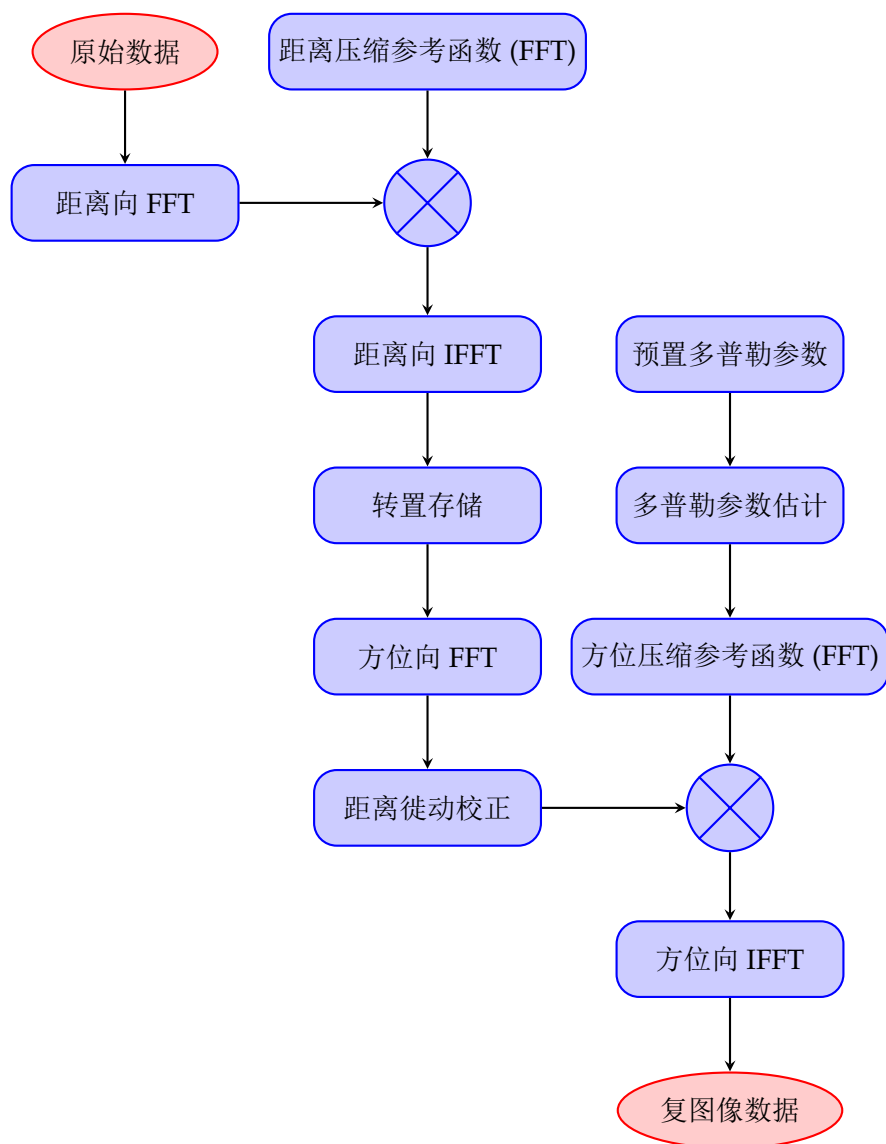 原始数据
距离压缩参考函数 (FFT)
距离向 FFT
距离向 IFFT
预置多普勒参数
转置存储
多普勒参数估计
方位向 FFT
方位压缩参考函数 (FFT)
距离徙动校正
方位向 IFFT
复图像数据